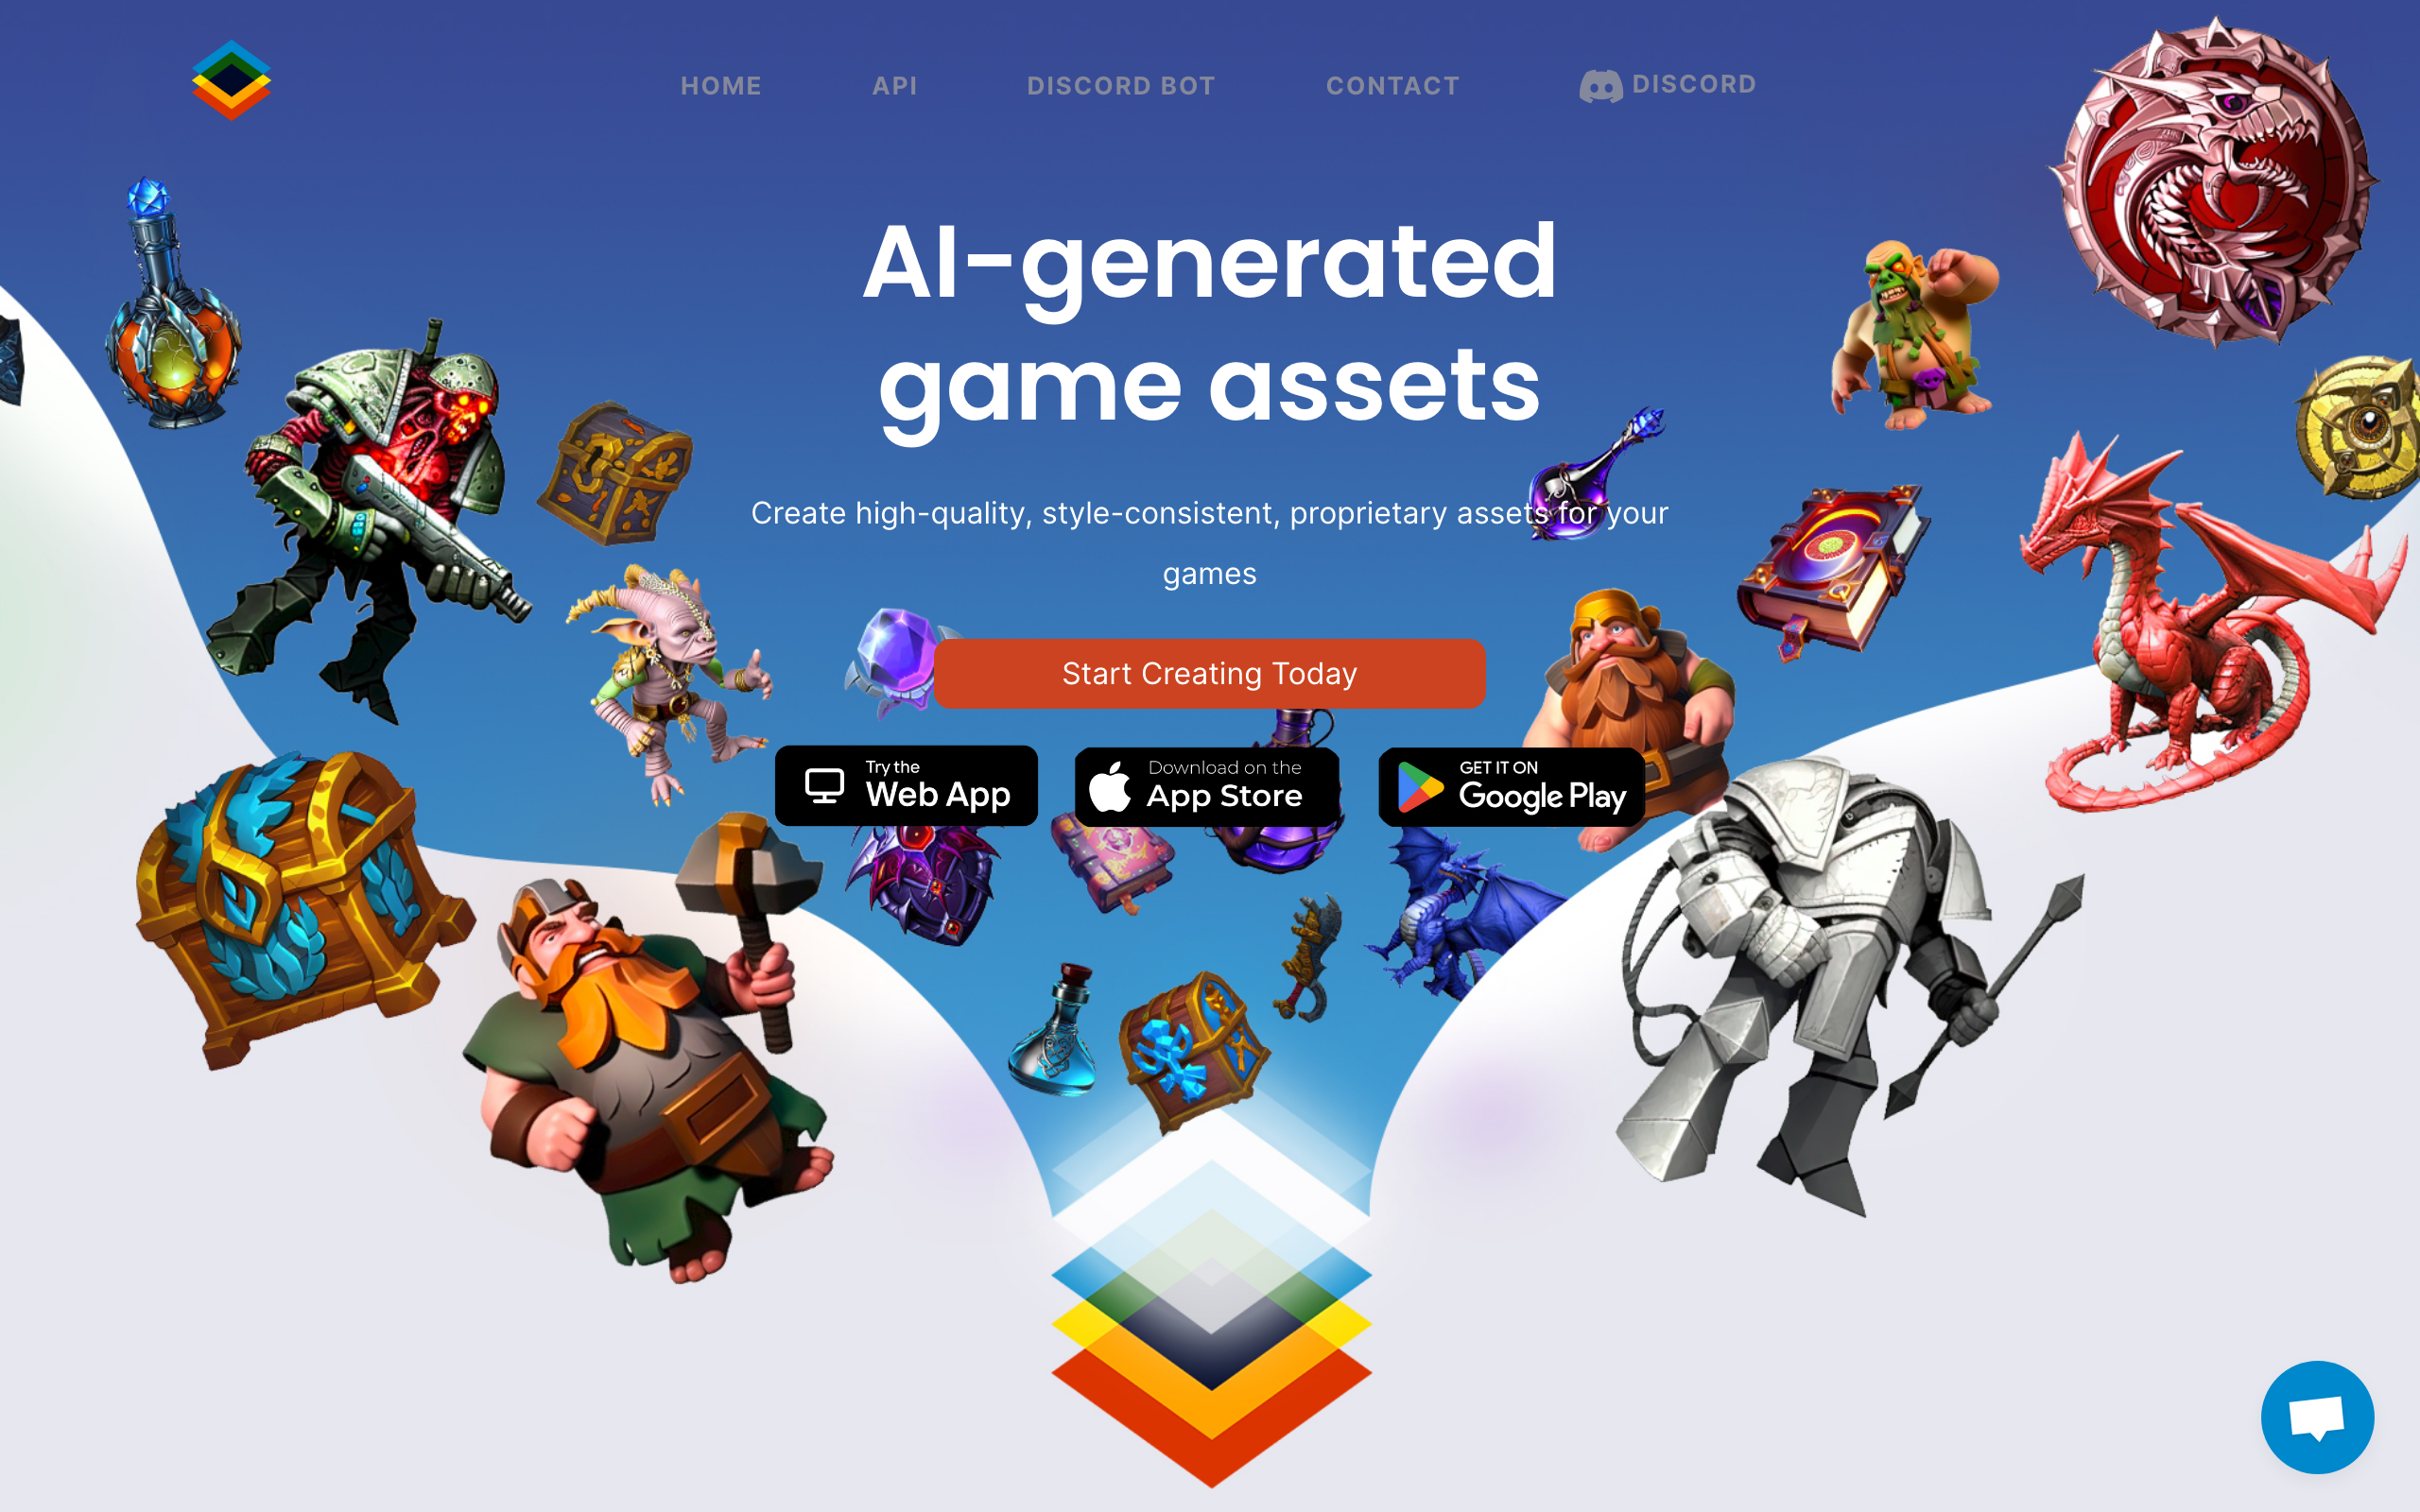 HOME
API
DISCORD BOT
CONTACT
DISCORD
AI-generated
game assets
Create high-quality, style-consistent, proprietary assets for your
games
Start Creating Today
Try the
Web App
Download on the
App Store
GET IT ON
Google Play